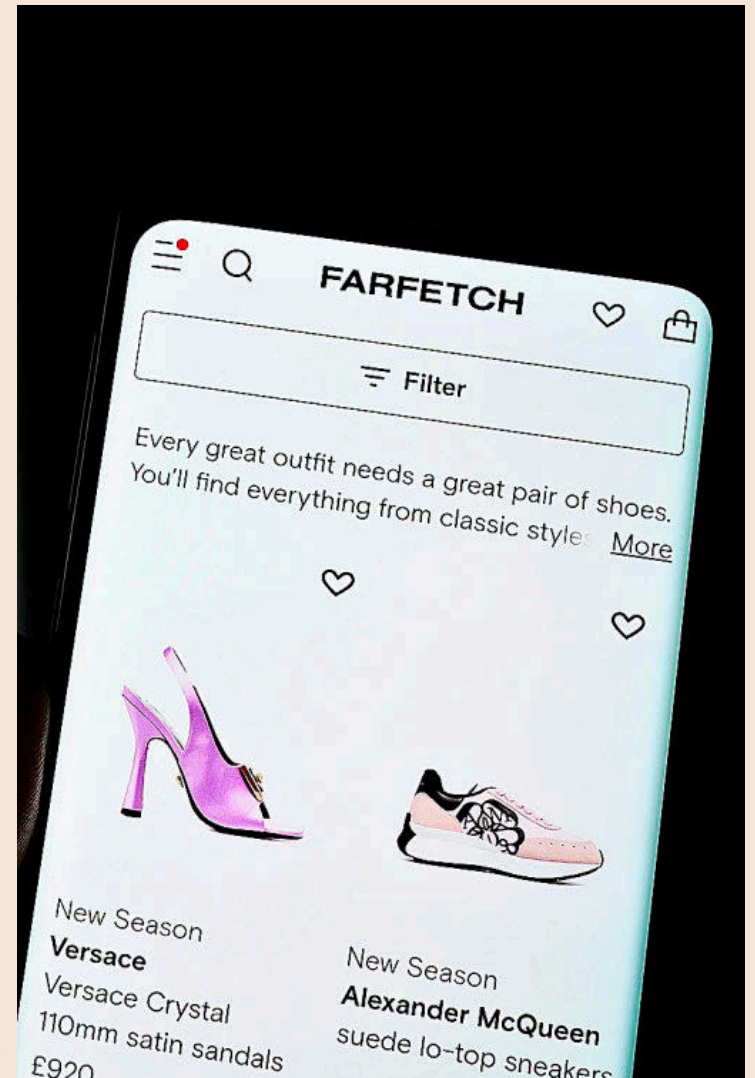 FARFETCH
Filter
Every great outfit needs a great pair of shoes.
You'll find everything from classic style
More
New Season
Versace
Versace Crystal
110mm satin sandals
£920
New Season
Alexander McQueen
suede lo-top sneakers